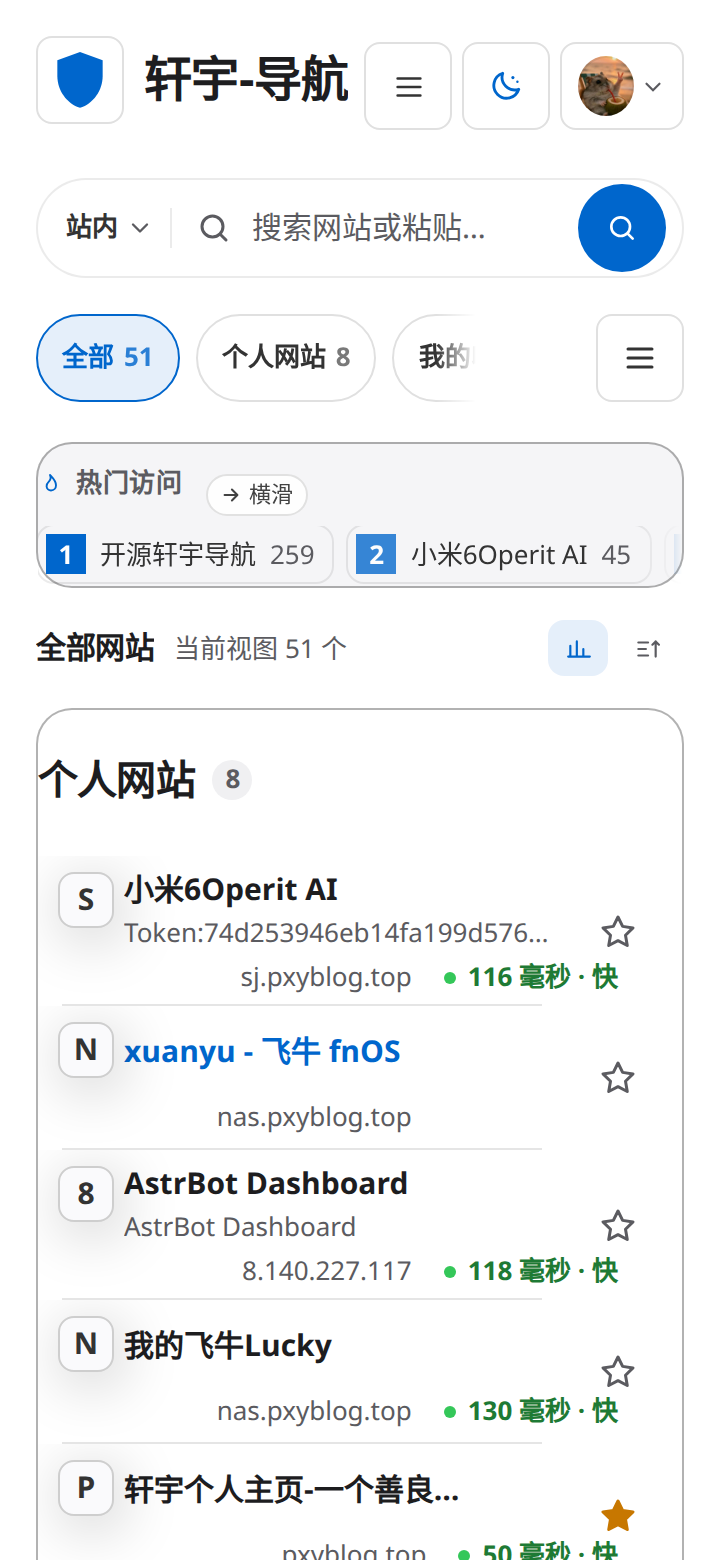 轩宇-导航
站内 搜索网站或粘贴...
全部 51 个人网站 8 我的
热门访问 → 横滑
1 开源轩宇导航 259 2 小米6Operit AI 45
全部网站 当前视图 51 个
个人网站 8
S 小米6Operit AI
Token:74d253946eb14fa199d576...
sj.pxyblog.top 116 毫秒 · 快
N xuanyu - 飞牛 fnOS
nas.pxyblog.top
8 AstrBot Dashboard
AstrBot Dashboard
8.140.227.117 118 毫秒 · 快
N 我的飞牛Lucky
nas.pxyblog.top 130 毫秒 · 快
P 轩宇个人主页-一个善良...
pxyblog.top 50 毫秒 · 快